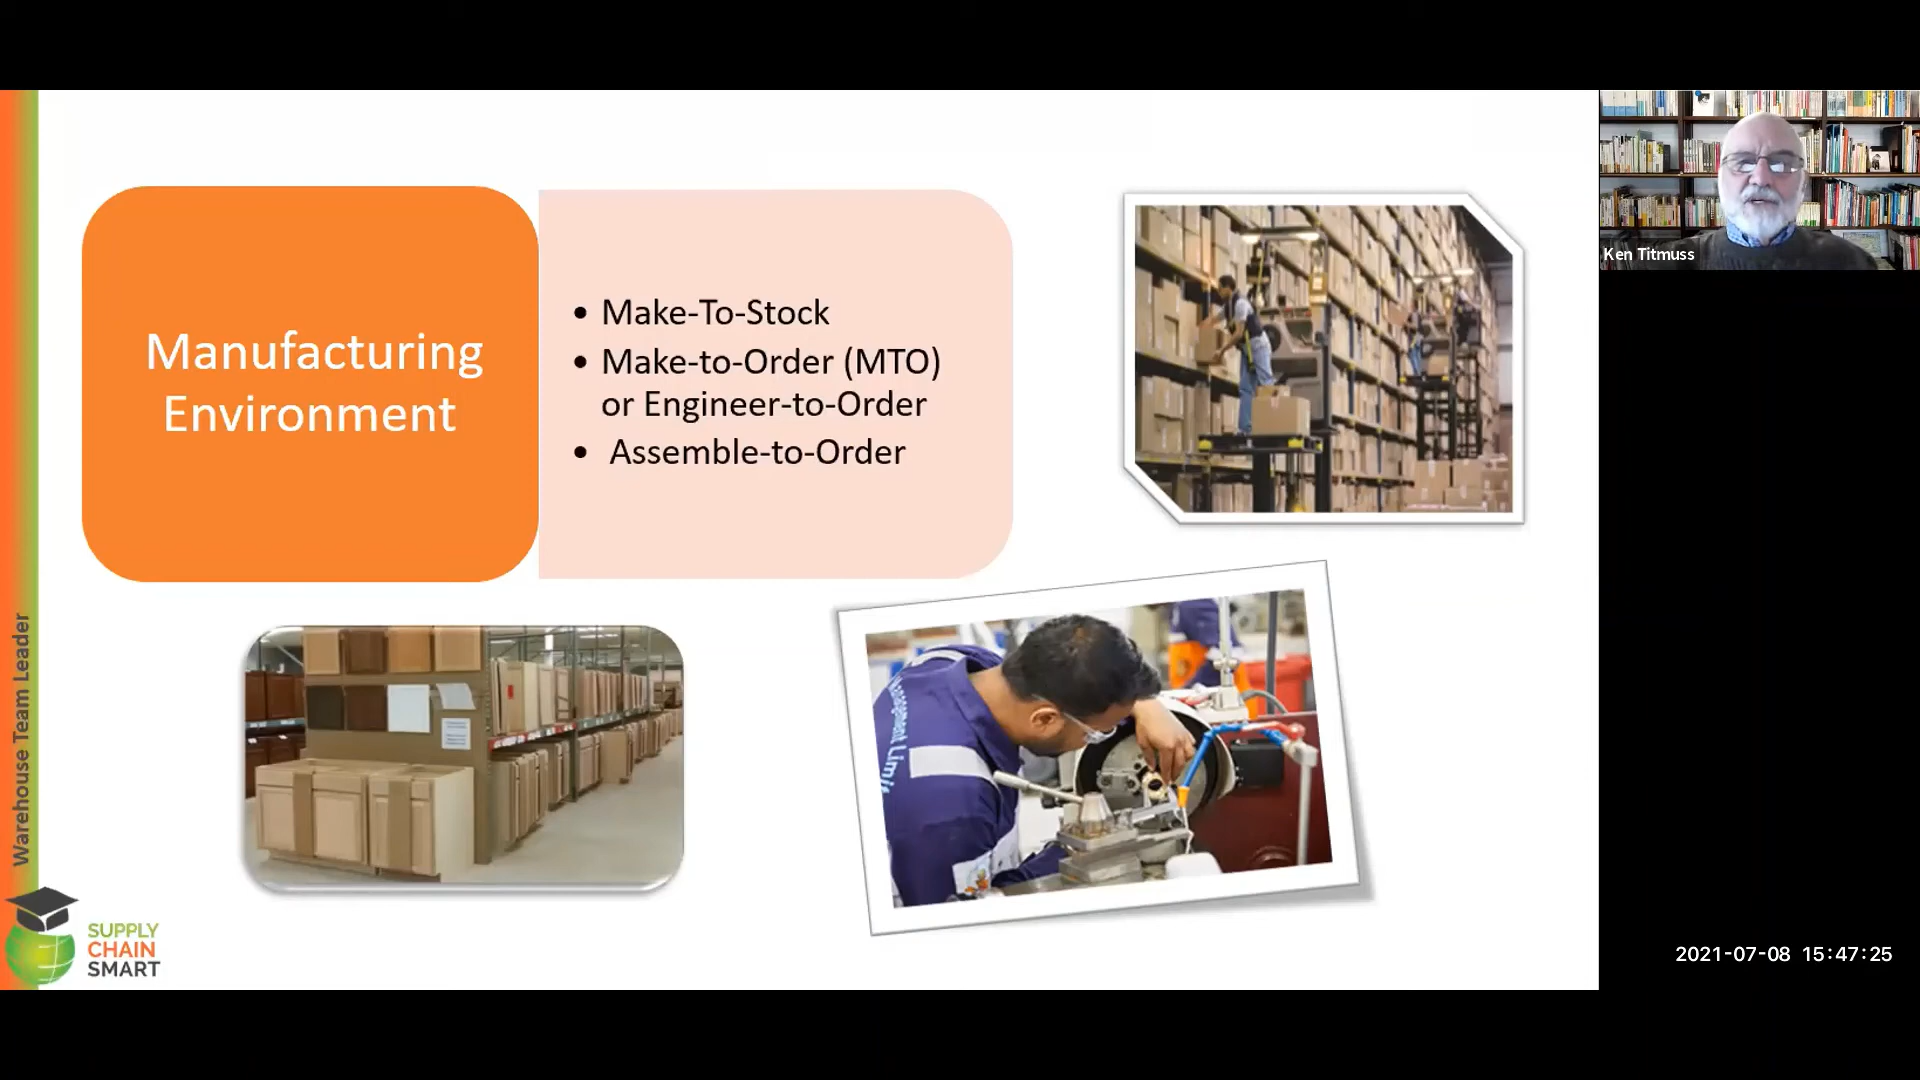 Manufacturing
Environment
• Make-To-Stock
• Make-to-Order (MTO)
or Engineer-to-Order
• Assemble-to-Order
Ken Titmuss
Warehouse Team Leader
SUPPLY
CHAIN
SMART
2021-07-08 15:47:25